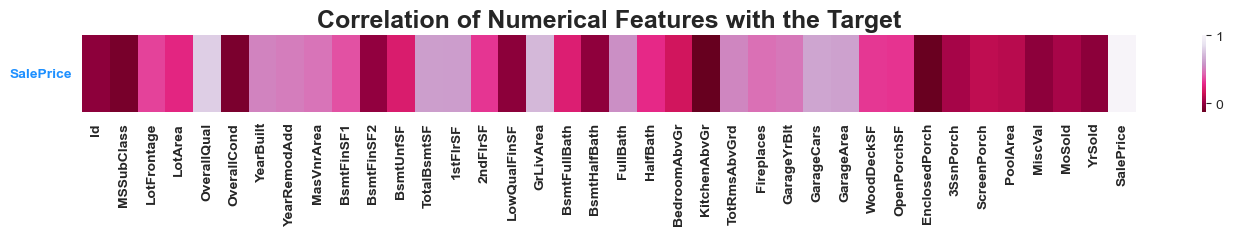 Correlation of Numerical Features with the Target
SalePrice
1
0
Id
MSSubClass
LotFrontage
LotArea
OverallQual
OverallCond
YearBuilt
YearRemodAdd
MasVnrArea
BsmtFinSF1
BsmtFinSF2
BsmtUnfSF
TotalBsmtSF
1stFlrSF
2ndFlrSF
LowQualFinSF
GrLivArea
BsmtFullBath
BsmtHalfBath
FullBath
HalfBath
BedroomAbvGr
KitchenAbvGr
TotRmsAbvGrd
Fireplaces
GarageYrBlt
GarageCars
GarageArea
WoodDeckSF
OpenPorchSF
EnclosedPorch
3SsnPorch
ScreenPorch
PoolArea
MiscVal
MoSold
YrSold
SalePrice